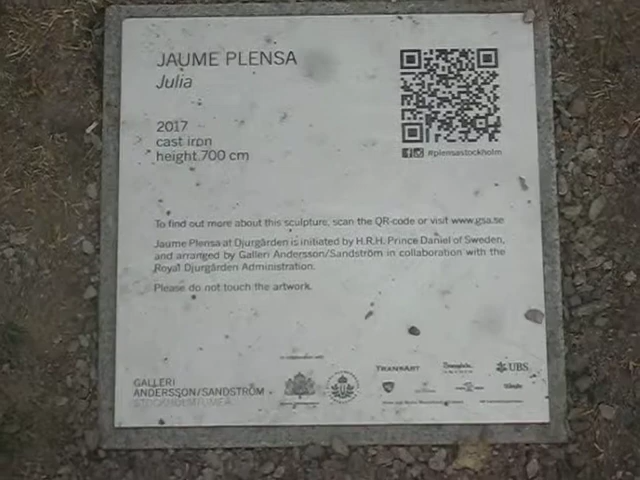 JAUME PLENSA
Julia
2017
cast iron
height 700 cm
#plensastockholm
To find out more about this sculpture, scan the QR-code or visit www.gsa.se
Jaume Plensa at Djurgården is initiated by H.R.H. Prince Daniel of Sweden,
and arranged by Galleri Andersson/Sandström in collaboration with the
Royal Djurgården Administration.
Please do not touch the artwork.
GALLERI
ANDERSSON/SANDSTRÖM
STOCKHOLM/UMEÅ
TRANSART
UBS